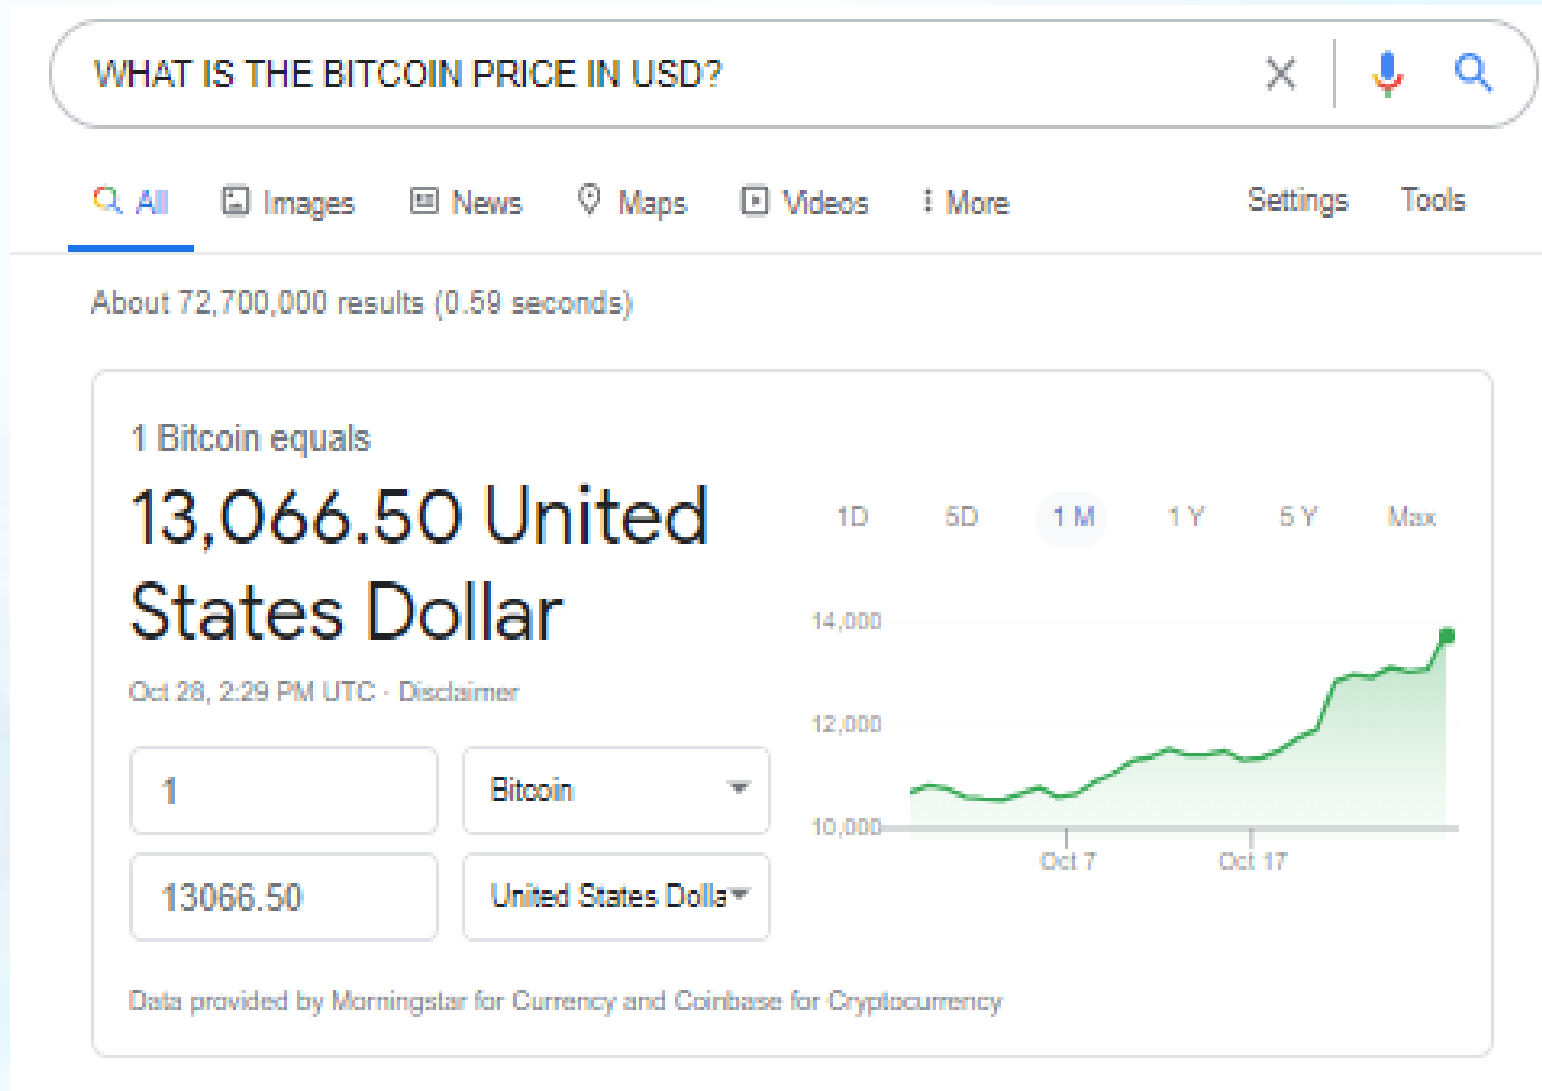 WHAT IS THE BITCOIN PRICE IN USD?
All Images News Maps Videos More Settings Tools
About 72,700,000 results (0.59 seconds)
1 Bitcoin equals
13,066.50 United
States Dollar
Oct 28, 2:29 PM UTC · Disclaimer
1 Bitcoin
13066.50 United States Dolla
1D 5D 1 M 1 Y 5 Y Max
14,000
12,000
10,000
Oct 7 Oct 17
Data provided by Morningstar for Currency and Coinbase for Cryptocurrency